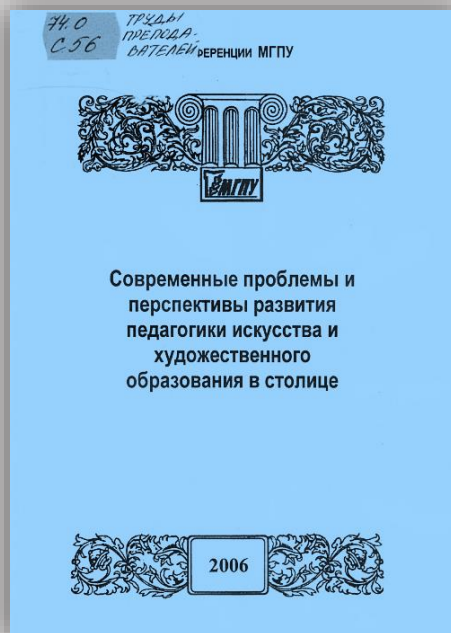 74.0
С56
ТРУДЫ
ПРЕПОДА-
ВАТЕЛЕЙ
ФЕРЕНЦИИ МГПУ
МГПУ
Современные проблемы и
перспективы развития
педагогики искусства и
художественного
образования в столице
2006